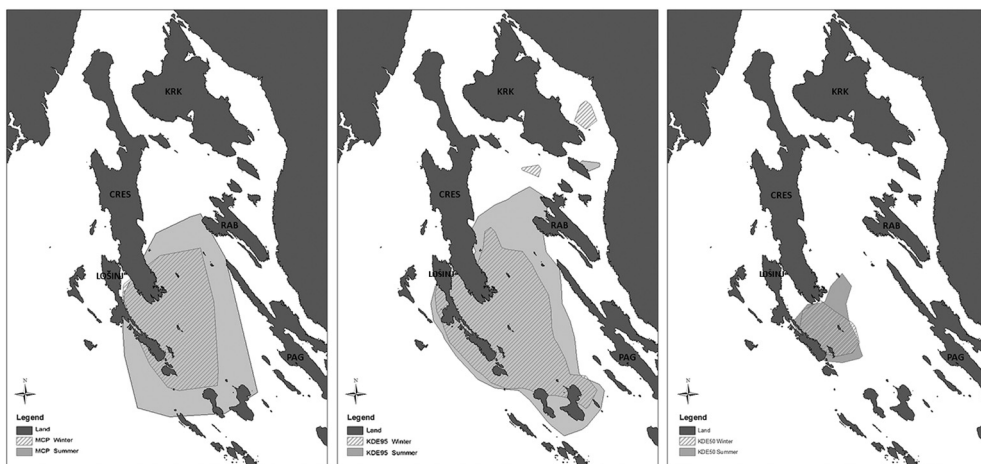 KRK
CRES
RAB
LOŠINJ
PAG
N
Legend
Land
MCP Winter
MCP Summer
KRK
CRES
RAB
LOŠINJ
PAG
N
Legend
Land
KDE95 Winter
KDE95 Summer
KRK
CRES
RAB
LOŠINJ
PAG
N
Legend
Land
KDE50 Winter
KDE50 Summer